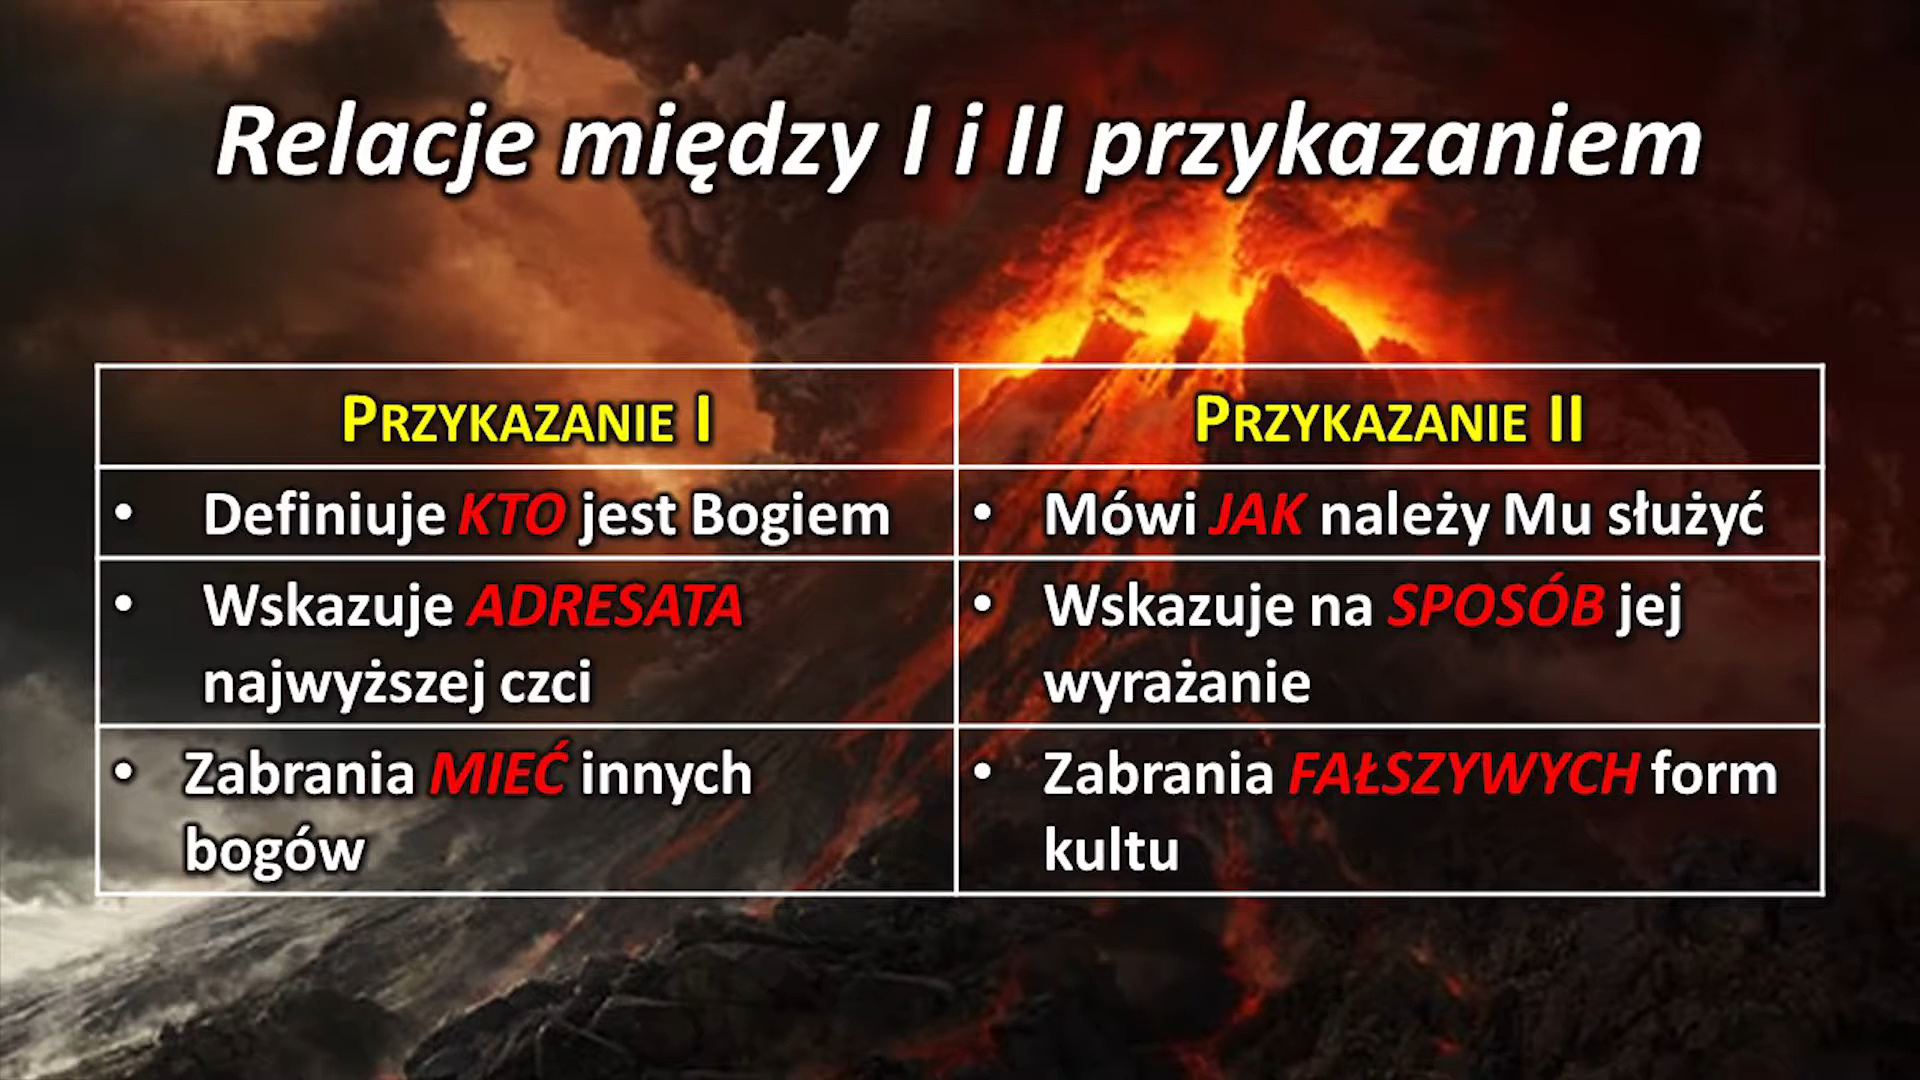 Relacje między I i II przykazaniem
PRZYKAZANIE I
PRZYKAZANIE II
• Definiuje KTO jest Bogiem
• Mówi JAK należy Mu służyć
• Wskazuje ADRESATA
najwyższej czci
• Wskazuje na SPOSÓB jej
wyrażanie
• Zabrania MIEĆ innych
bogów
• Zabrania FAŁSZYWYCH form
kultu